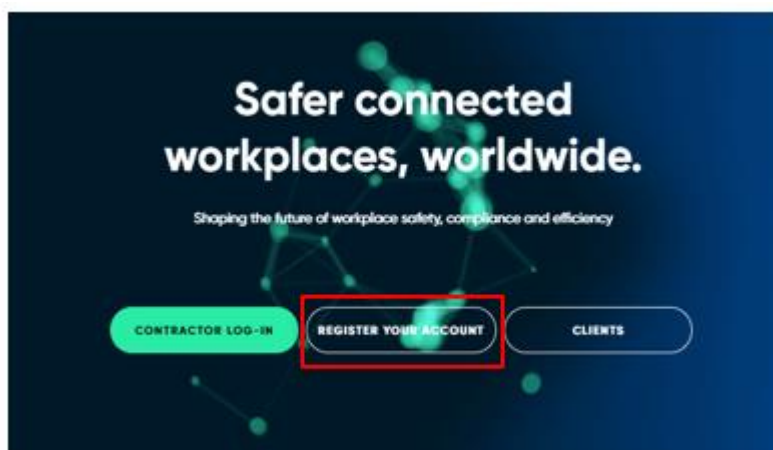 Safer connected
workplaces, worldwide.
Shaping the future of workplace safety, compliance and efficiency
CONTRACTOR LOG-IN REGISTER YOUR ACCOUNT CLIENTS